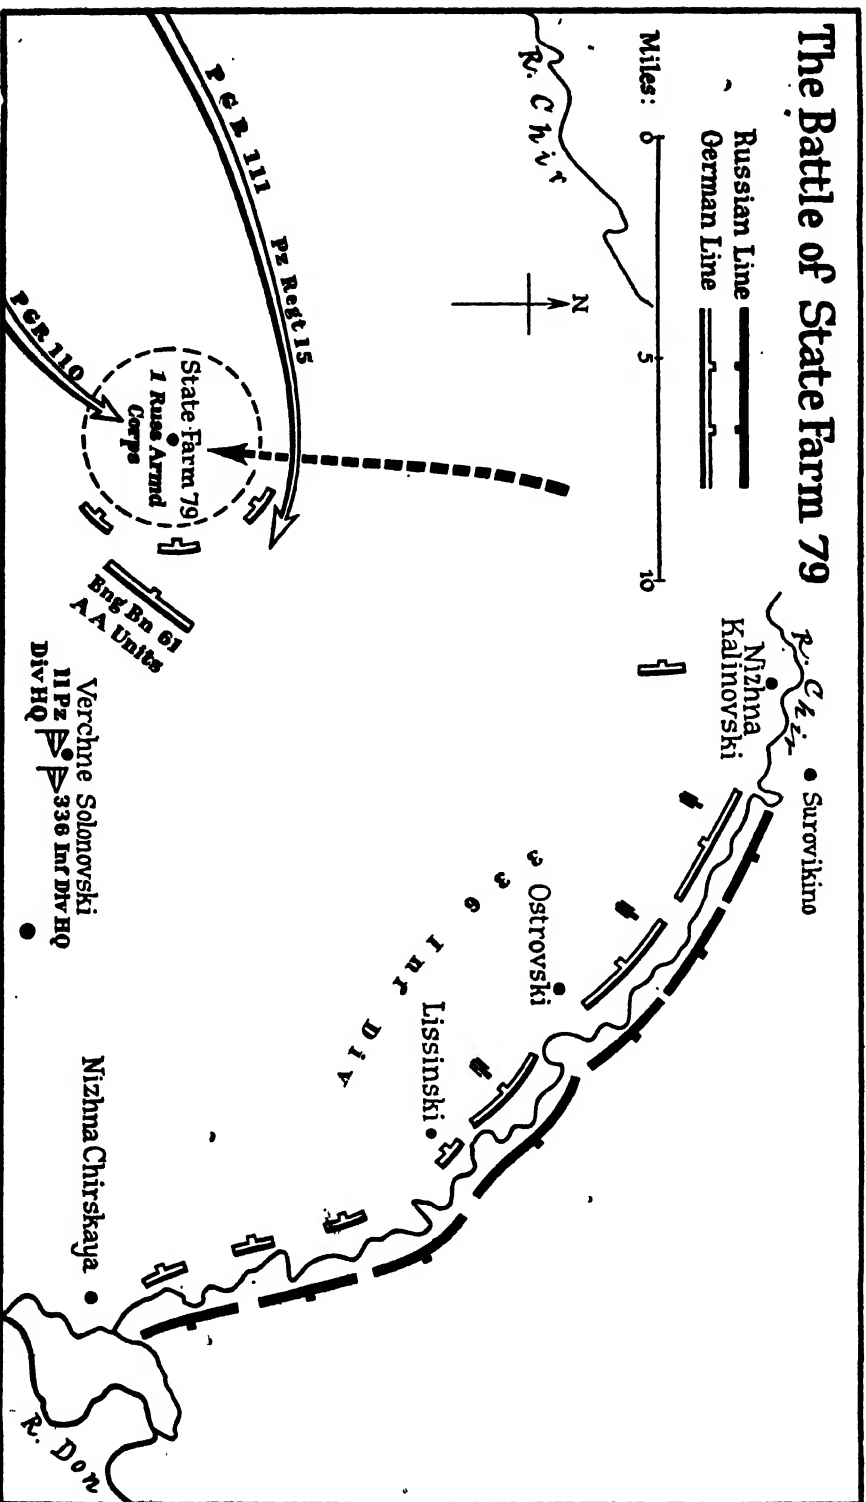 The Battle of State Farm 79
Russian Line
German Line
Miles: 0 5 10
R. Chir
N
R. Chir
Surovikino
Nizhna
Kalinovski
Ostrovski
336 Inf Div
Lissinski
PGR 111 Pz Regt 15
PGR 110
State Farm 79
1 Russ Armd
Corps
Eng Bn 61
AA Units
Verchne Solonovski
11 Pz
Div HQ
336 Inf Div HQ
Nizhna Chirskaya
R. Don